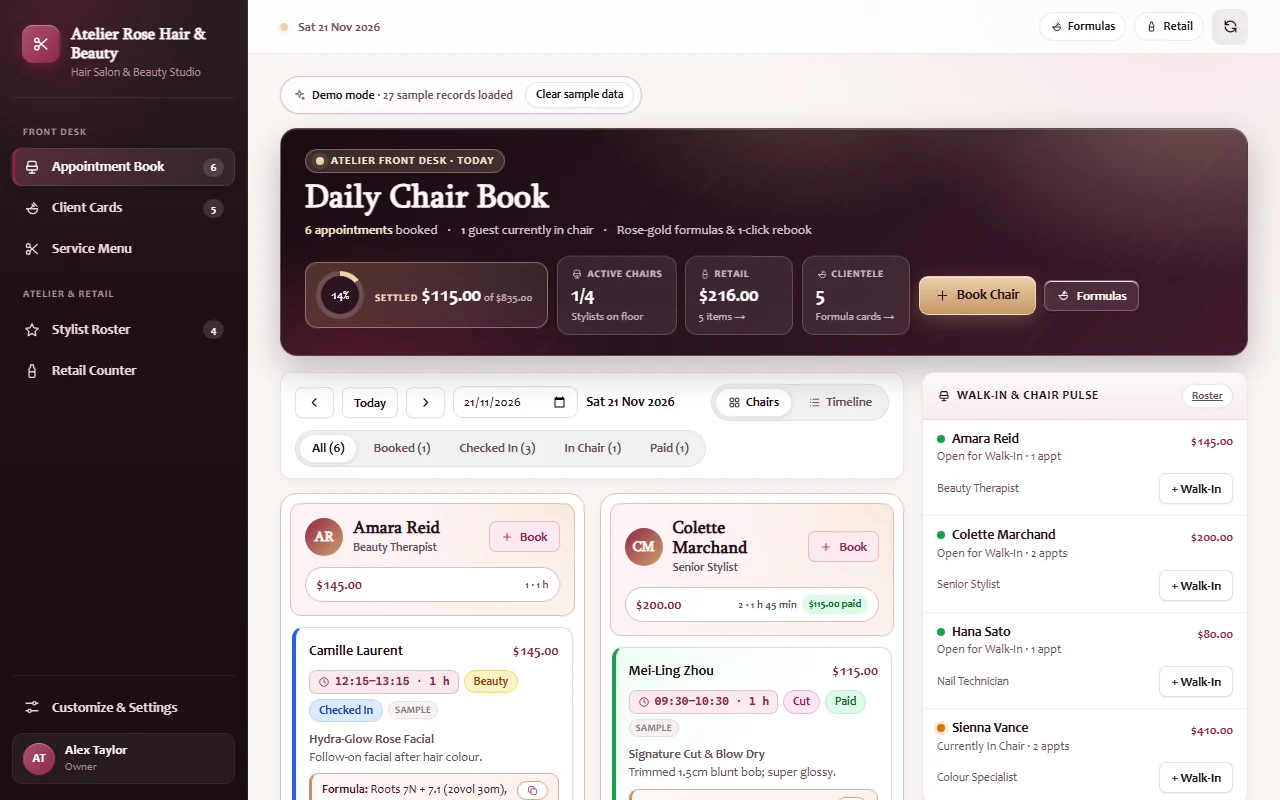 Atelier Rose Hair &
Beauty
Hair Salon & Beauty Studio
FRONT DESK
Appointment Book 6
Client Cards 5
Service Menu
ATELIER & RETAIL
Stylist Roster 4
Retail Counter
Customize & Settings
AT
Alex Taylor
Owner
Sat 21 Nov 2026
Formulas
Retail
Demo mode · 27 sample records loaded
Clear sample data
ATELIER FRONT DESK · TODAY
Daily Chair Book
6 appointments booked · 1 guest currently in chair · Rose-gold formulas & 1-click rebook
14%
SETTLED $115.00 of $835.00
ACTIVE CHAIRS
1/4
Stylists on floor
RETAIL
$216.00
5 items →
CLIENTELE
5
Formula cards →
+ Book Chair
Formulas
Today
21/11/2026
Sat 21 Nov 2026
Chairs
Timeline
All (6)
Booked (1)
Checked In (3)
In Chair (1)
Paid (1)
AR
Amara Reid
Beauty Therapist
+ Book
$145.00
1 · 1 h
Camille Laurent
$145.00
12:15–13:15 · 1 h
Beauty
Checked In
SAMPLE
Hydra-Glow Rose Facial
Follow-on facial after hair colour.
Formula: Roots 7N + 7.1 (20vol 30m),
CM
Colette
Marchand
Senior Stylist
+ Book
$200.00
2 · 1 h 45 min
$115.00 paid
Mei-Ling Zhou
$115.00
09:30–10:30 · 1 h
Cut
Paid
SAMPLE
Signature Cut & Blow Dry
Trimmed 1.5cm blunt bob; super glossy.
WALK-IN & CHAIR PULSE
Roster
Amara Reid
$145.00
Open for Walk-In · 1 appt
Beauty Therapist
+ Walk-In
Colette Marchand
$200.00
Open for Walk-In · 2 appts
Senior Stylist
+ Walk-In
Hana Sato
$80.00
Open for Walk-In · 1 appt
Nail Technician
+ Walk-In
Sienna Vance
$410.00
Currently In Chair · 2 appts
Colour Specialist
+ Walk-In